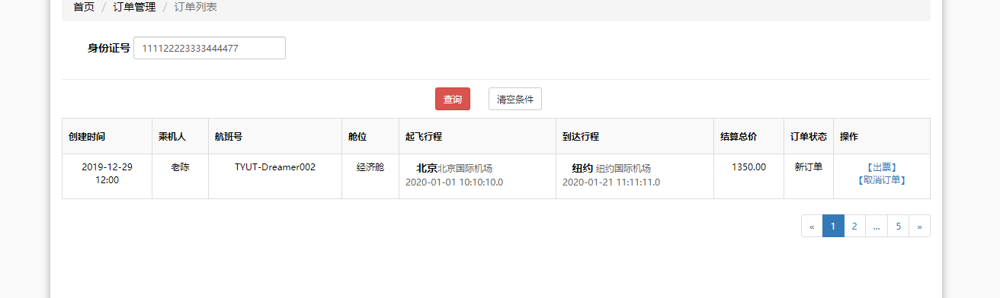 首页 / 订单管理 / 订单列表
身份证号 111122223333444477
查询 清空条件
创建时间 乘机人 航班号 舱位 起飞行程 到达行程 结算总价 订单状态 操作
2019-12-29 12:00 老陈 TYUT-Dreamer002 经济舱 北京北京国际机场 2020-01-01 10:10:10.0 纽约 纽约国际机场 2020-01-21 11:11:11.0 1350.00 新订单 【出票】 【取消订单】
« 1 2 ... 5 »